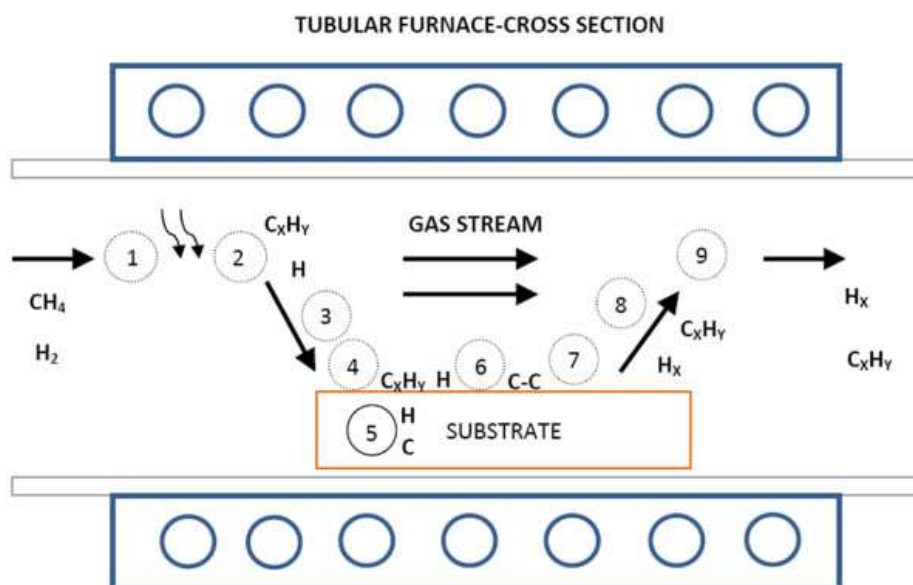 TUBULAR FURNACE-CROSS SECTION
1
2
CXHY
H
GAS STREAM
9
CH4
H2
3
8
HX
CXHY
4
CXHY
H
6
C-C
7
HX
CXHY
5
H
C
SUBSTRATE